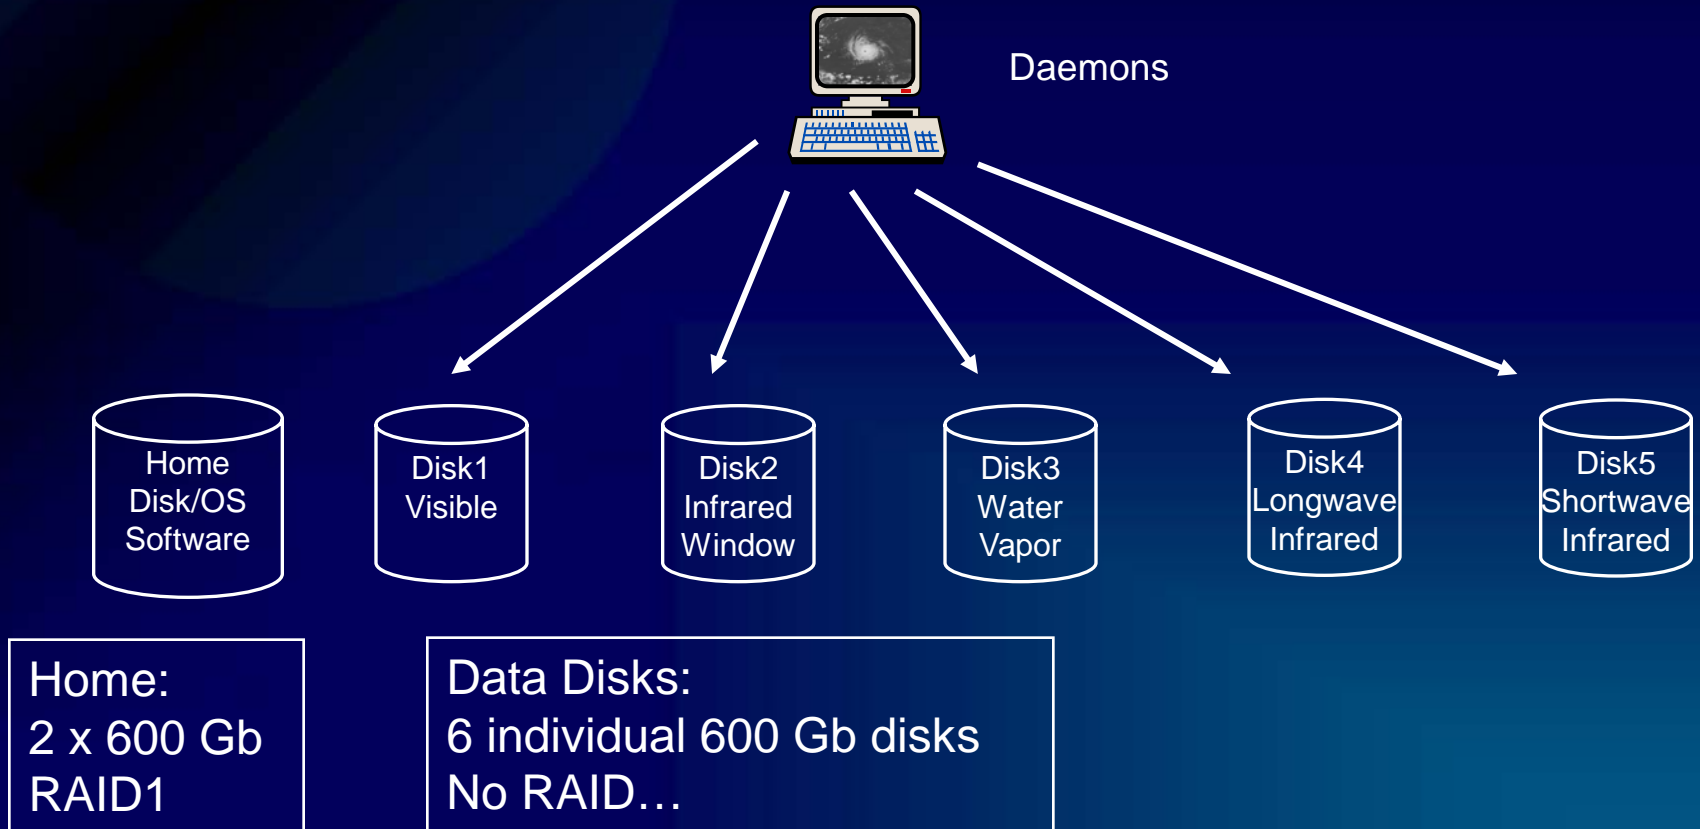 Daemons
Home
Disk/OS
Software
Disk1
Visible
Disk2
Infrared
Window
Disk3
Water
Vapor
Disk4
Longwave
Infrared
Disk5
Shortwave
Infrared
Home:
2 x 600 Gb
RAID1
Data Disks:
6 individual 600 Gb disks
No RAID…